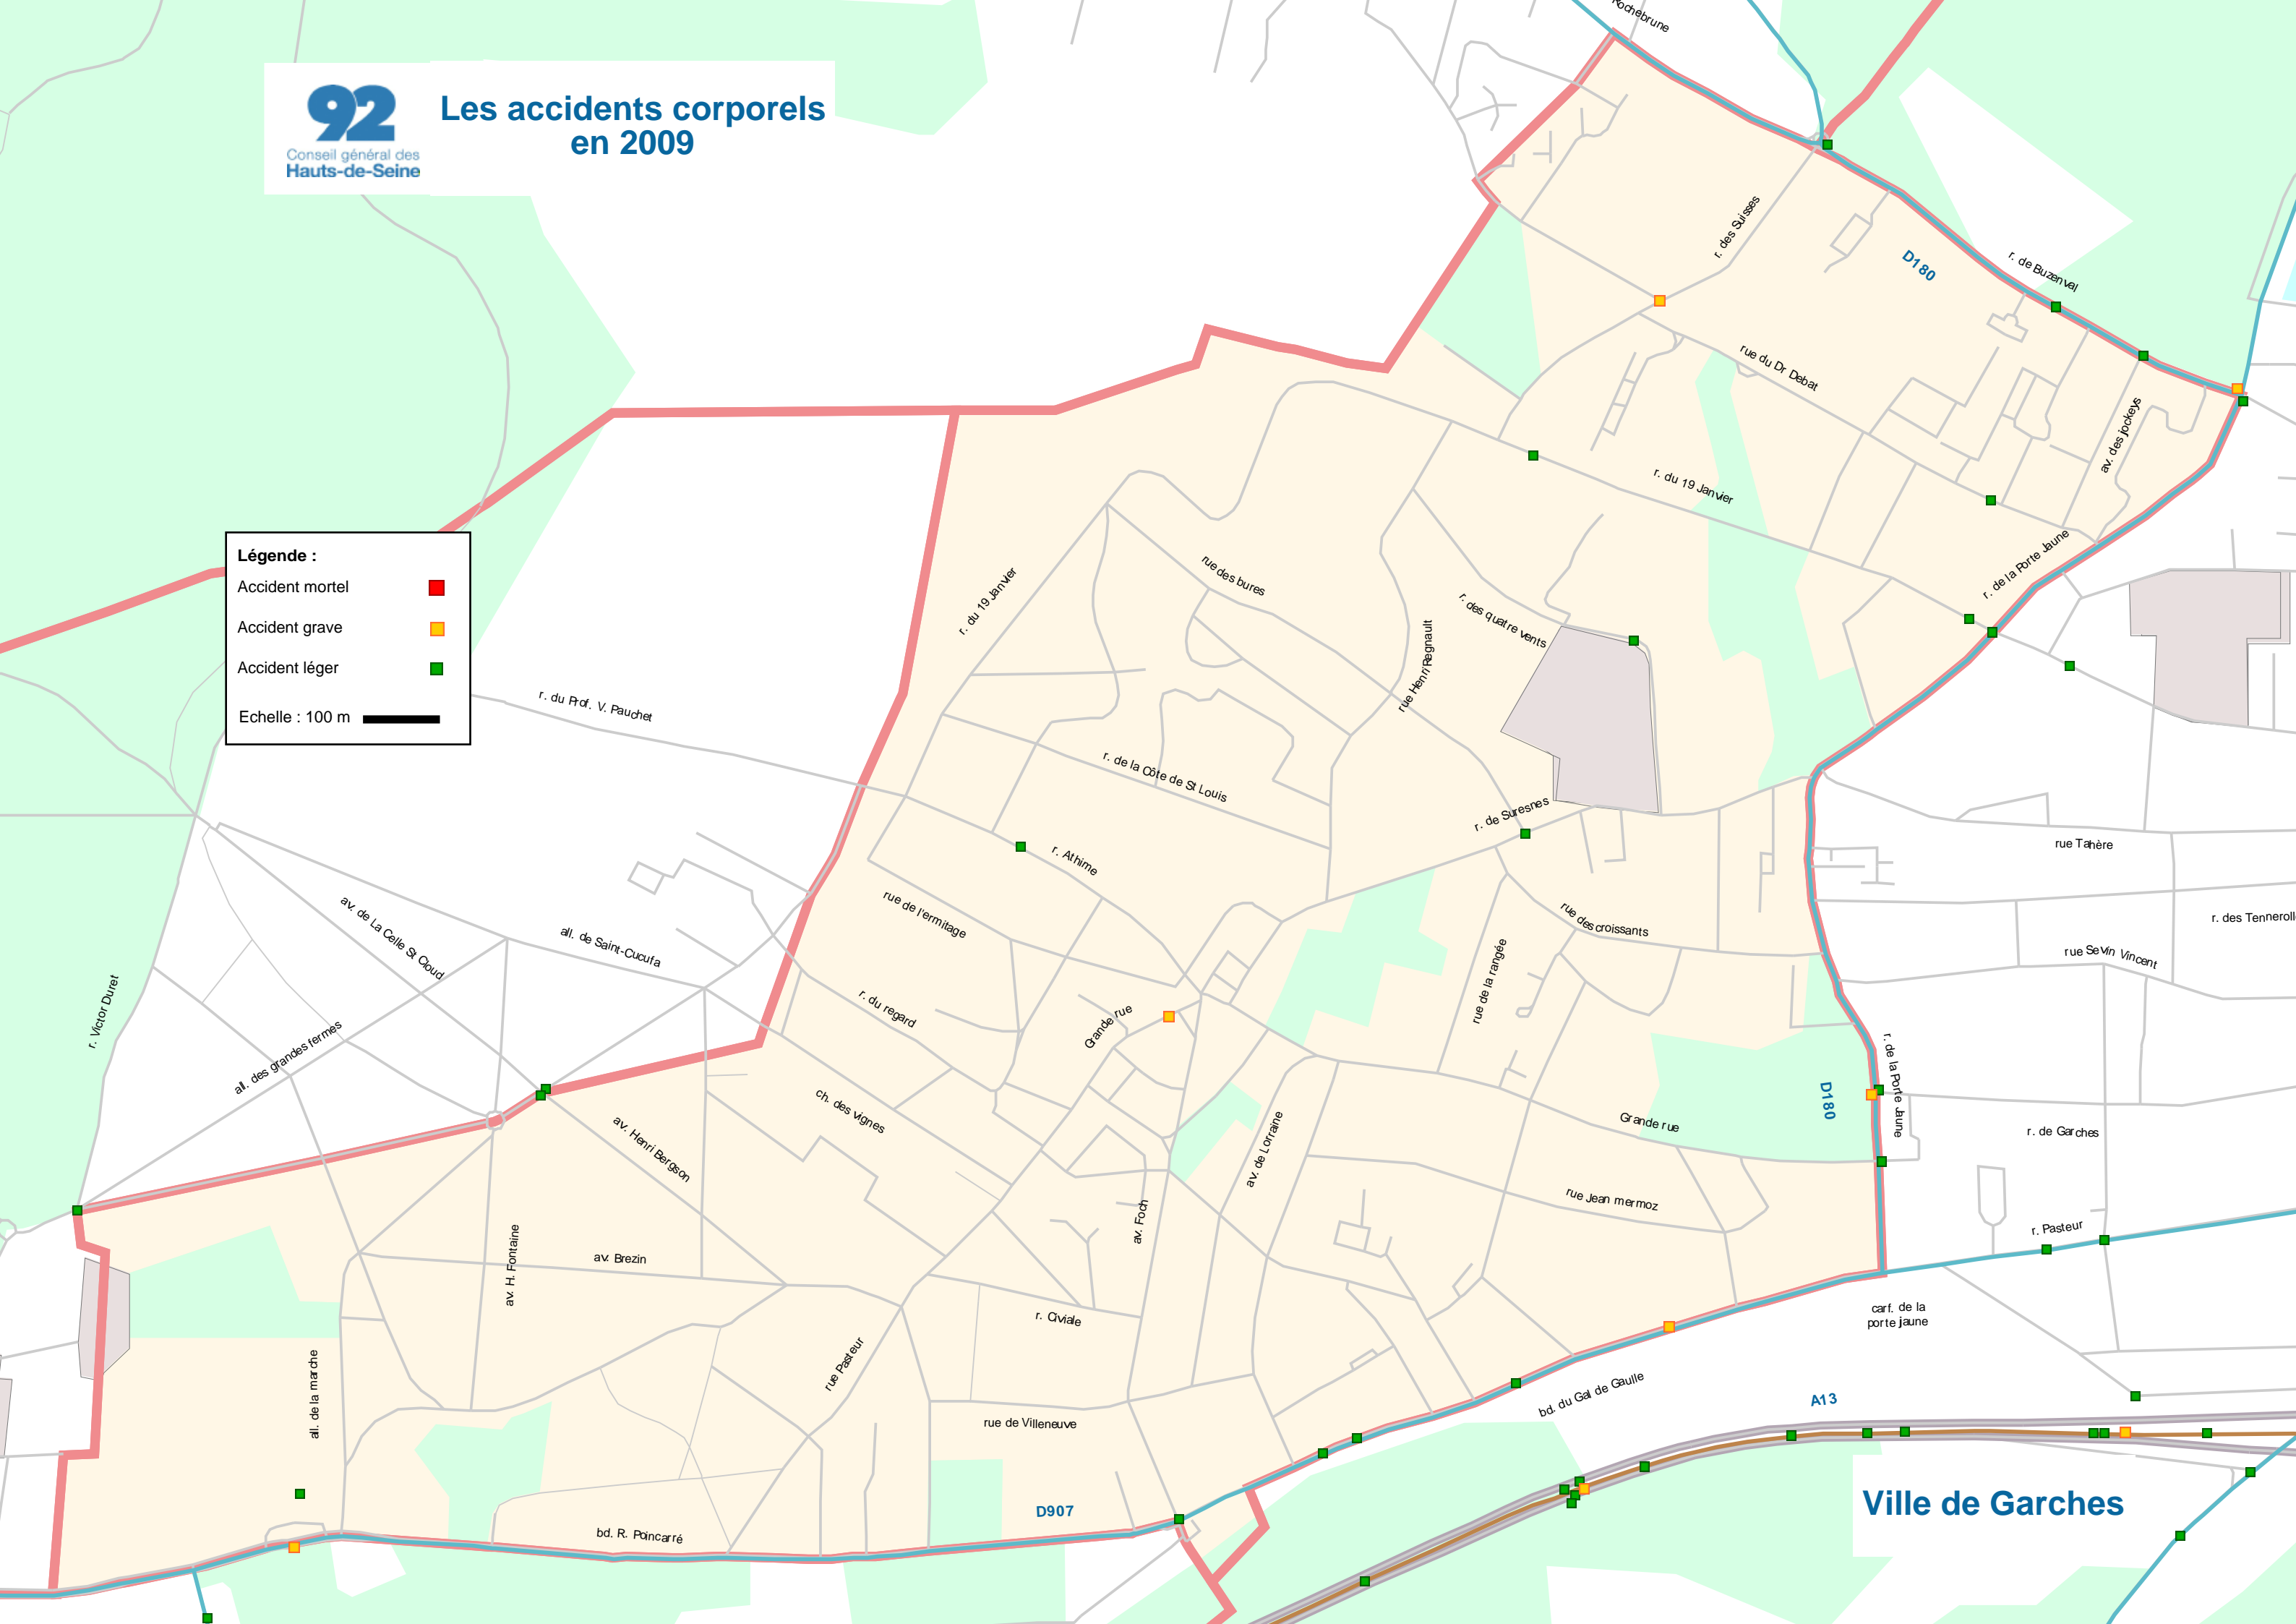 Rochebrune
92
Conseil général des
Hauts-de-Seine
Les accidents corporels
en 2009
r. des Suisses
D180
r. de Buzenval
rue du Dr Debat
av. des jockeys
r. du 19 Janvier
r. de la Porte Jaune
Légende :
Accident mortel
Accident grave
Accident léger
Echelle : 100 m
r. du 19 Janvier
rue des bures
r. des quatre vents
rue Henri Regnault
r. du Prof. V. Pauchet
r. de la Côte de St Louis
r. de Suresnes
r. Athime
rue Tahère
rue de l'ermitage
rue des croissants
r. des Tenneroll
av. de La Celle St Cloud
all. de Saint-Cucufa
rue de la rangée
rue Sevin Vincent
r. Victor Duret
r. du regard
Grande rue
all. des grandes fermes
ch. des vignes
av. Henri Bergson
av. de Lorraine
Grande rue
D180
r. de la Porte Jaune
r. de Garches
rue Jean mermoz
av. Foch
r. Pasteur
av. H. Fontaine
av. Brezin
r. Civiale
carf. de la
porte jaune
all. de la marche
rue Pasteur
bd. du Gal de Gaulle
A13
rue de Villeneuve
D907
bd. R. Poincarré
Ville de Garches